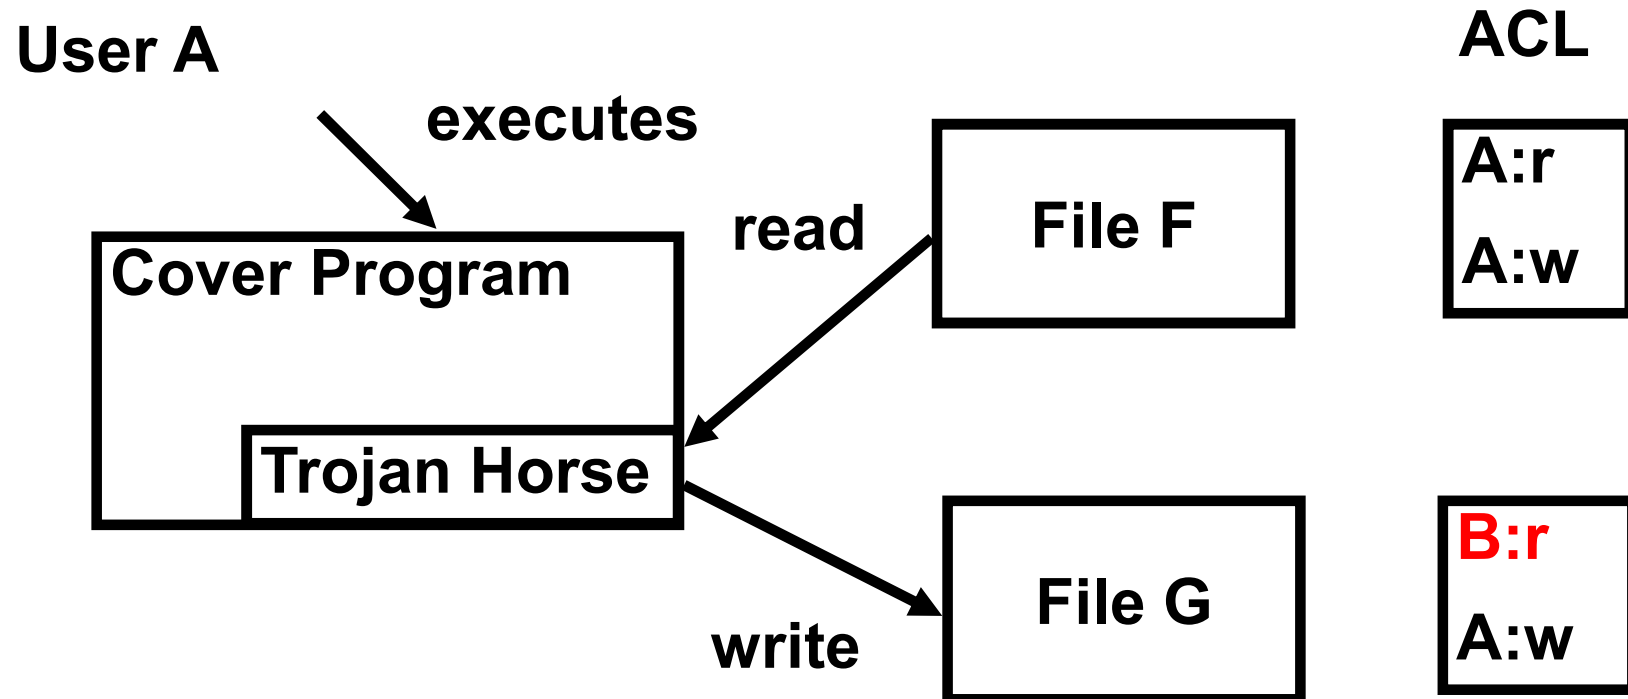 User A
ACL
executes
A:r
A:w
read
File F
Cover Program
Trojan Horse
B:r
A:w
File G
write